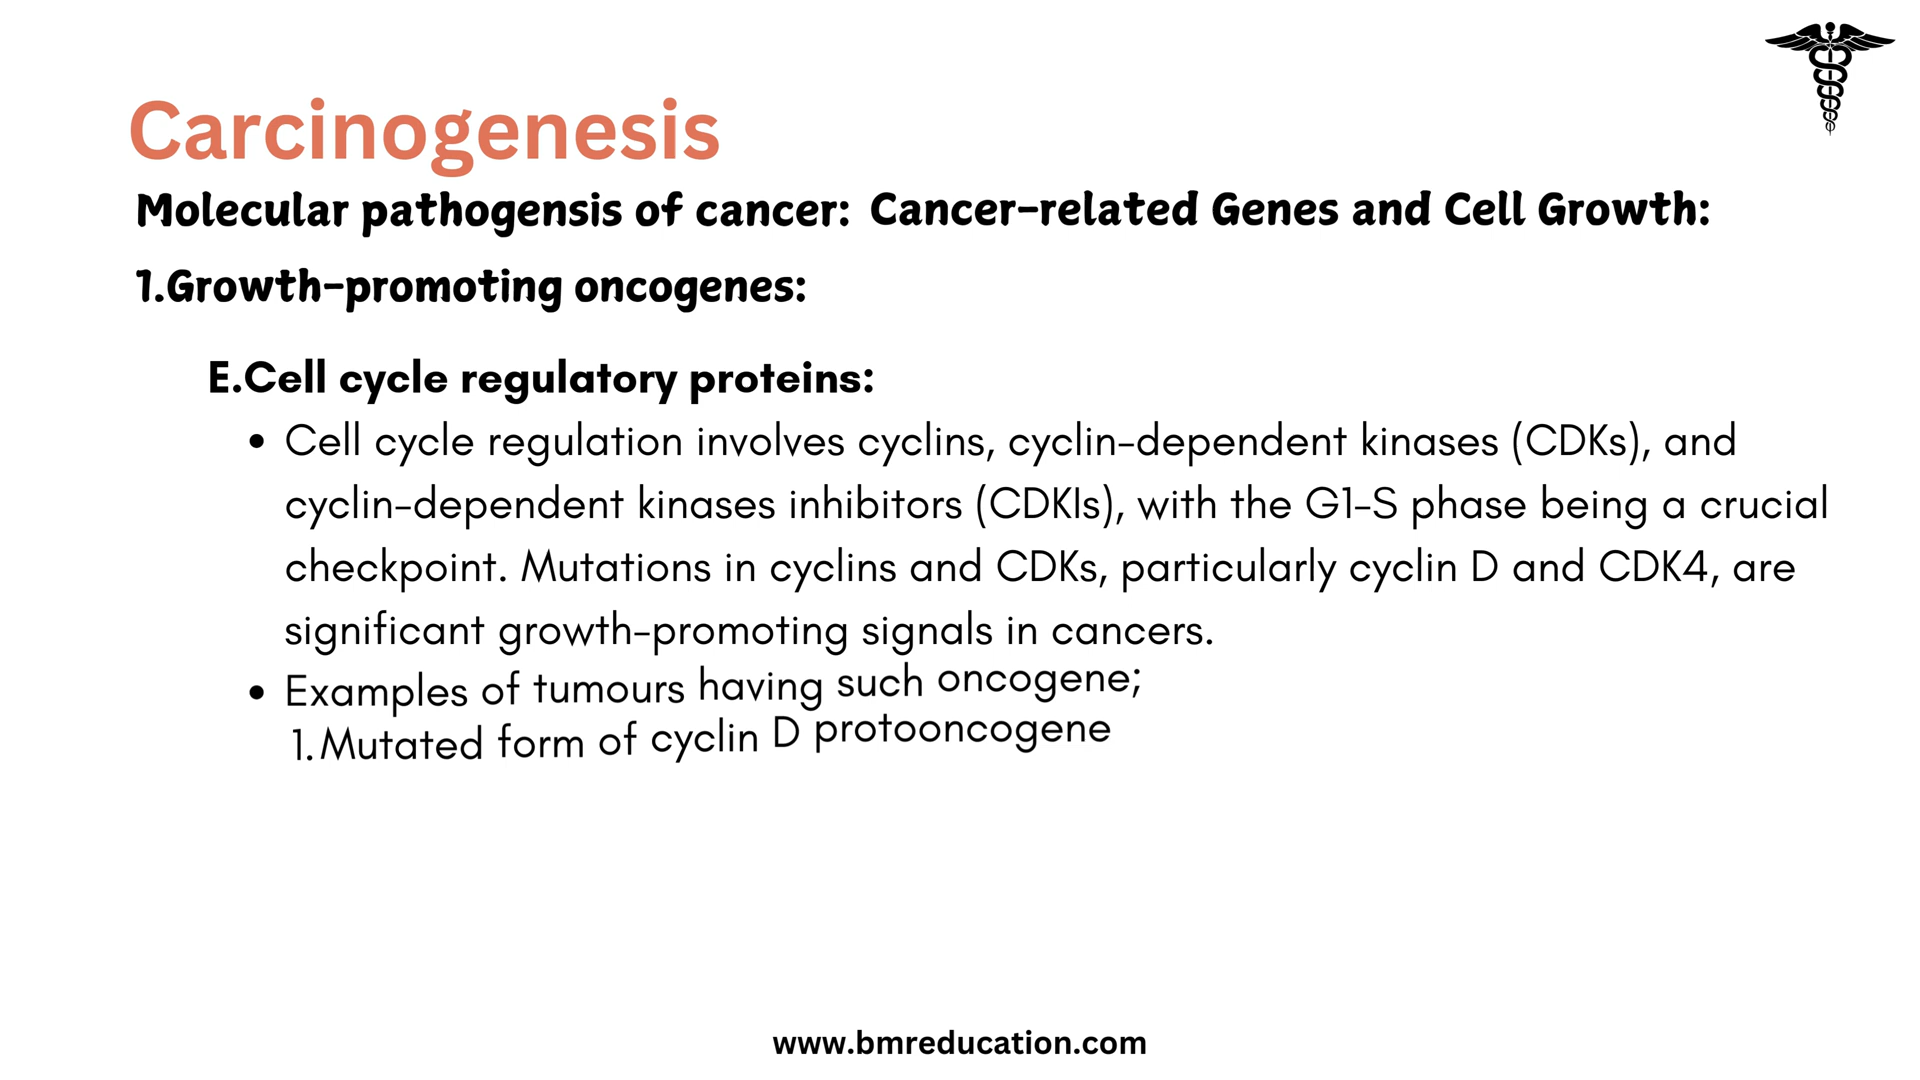 Carcinogenesis
Molecular pathogensis of cancer: Cancer-related Genes and Cell Growth:
1.Growth-promoting oncogenes:
E.Cell cycle regulatory proteins:
• Cell cycle regulation involves cyclins, cyclin-dependent kinases (CDKs), and
cyclin-dependent kinases inhibitors (CDKIs), with the G1-S phase being a crucial
checkpoint. Mutations in cyclins and CDKs, particularly cyclin D and CDK4, are
significant growth-promoting signals in cancers.
• Examples of tumours having such oncogene;
1. Mutated form of cyclin D protooncogene
www.bmreducation.com